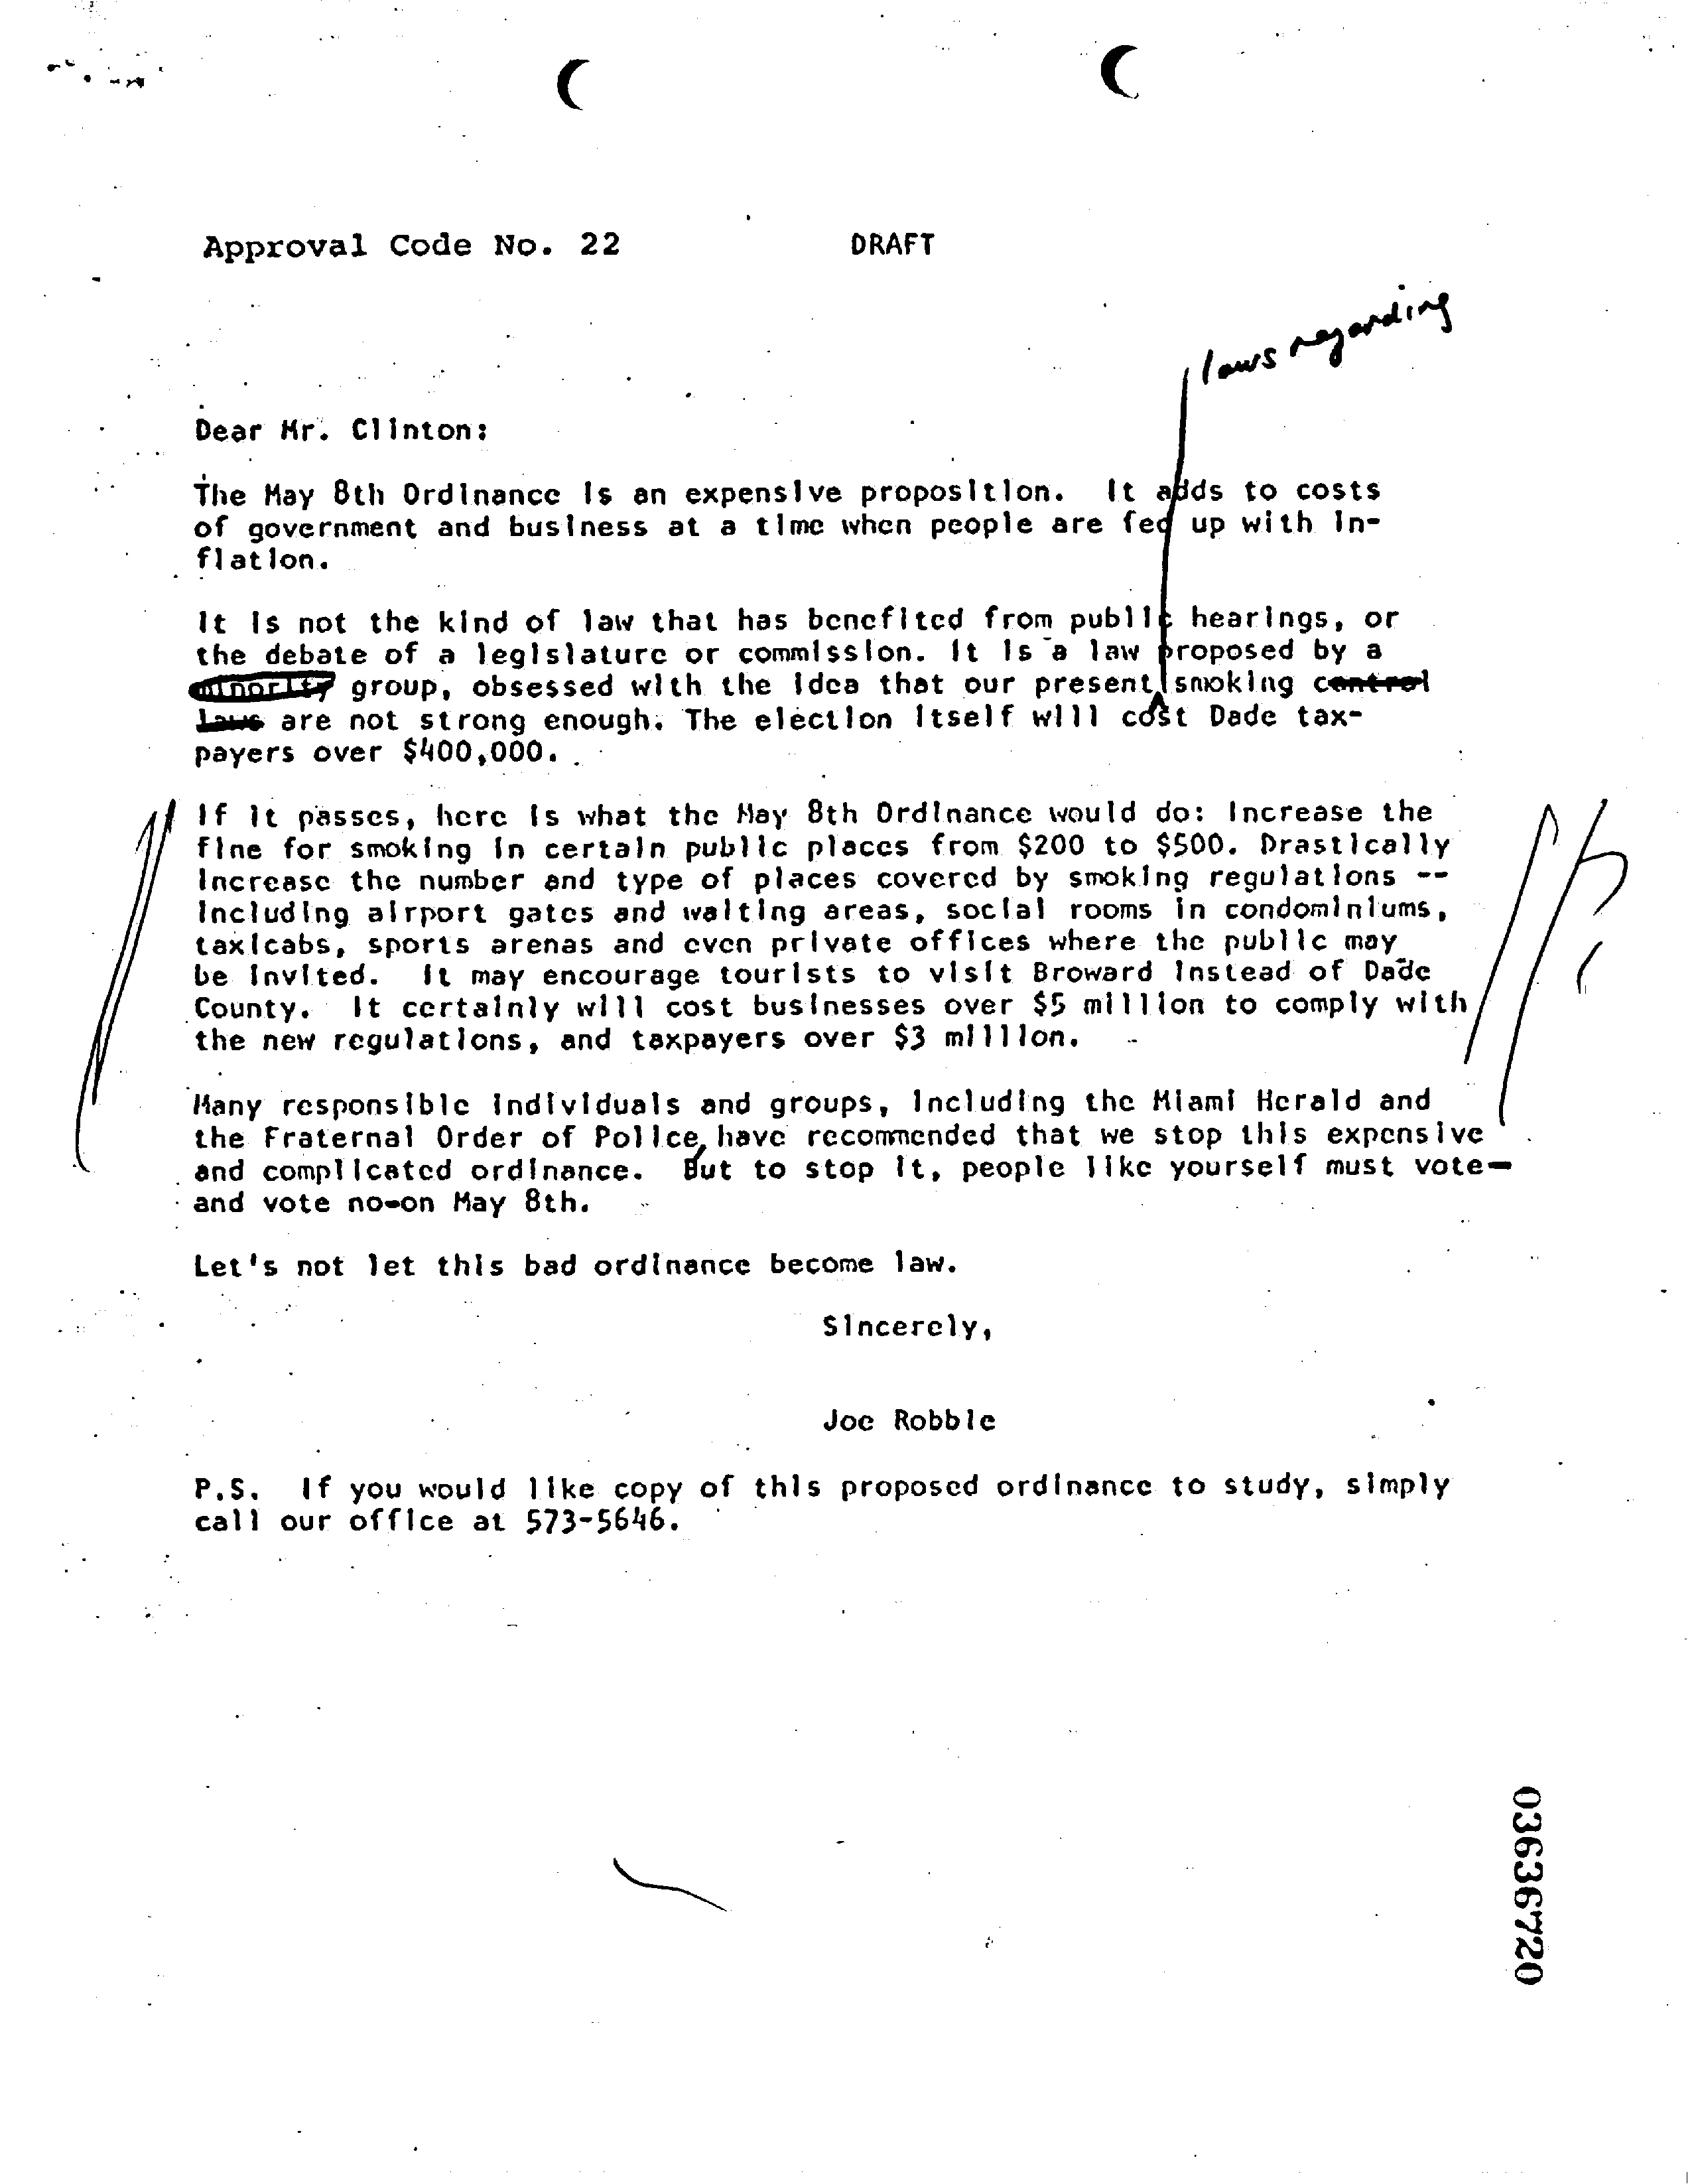 Approval Code No. 22 DRAFT
laws regarding
Dear Mr. Clinton:
The May 8th Ordinance is an expensive proposition. It adds to costs
of government and business at a time when people are fed up with in-
flation.
It is not the kind of law that has benefited from public hearings, or
the debate of a legislature or commission. It is a law proposed by a
minority group, obsessed with the idea that our present smoking control
laws are not strong enough. The election itself will cost Dade tax-
payers over $400,000.
If it passes, here is what the May 8th Ordinance would do: Increase the
fine for smoking in certain public places from $200 to $500. Drastically
increase the number and type of places covered by smoking regulations --
including airport gates and waiting areas, social rooms in condominiums,
taxicabs, sports arenas and even private offices where the public may
be invited. It may encourage tourists to visit Broward instead of Dade
County. It certainly will cost businesses over $5 million to comply with
the new regulations, and taxpayers over $3 million.
Many responsible individuals and groups, including the Miami Herald and
the Fraternal Order of Police, have recommended that we stop this expensive
and complicated ordinance. But to stop it, people like yourself must vote—
and vote no—on May 8th.
Let's not let this bad ordinance become law.
Sincerely,
Joe Robbie
P.S. If you would like copy of this proposed ordinance to study, simply
call our office at 573-5646.
03636720